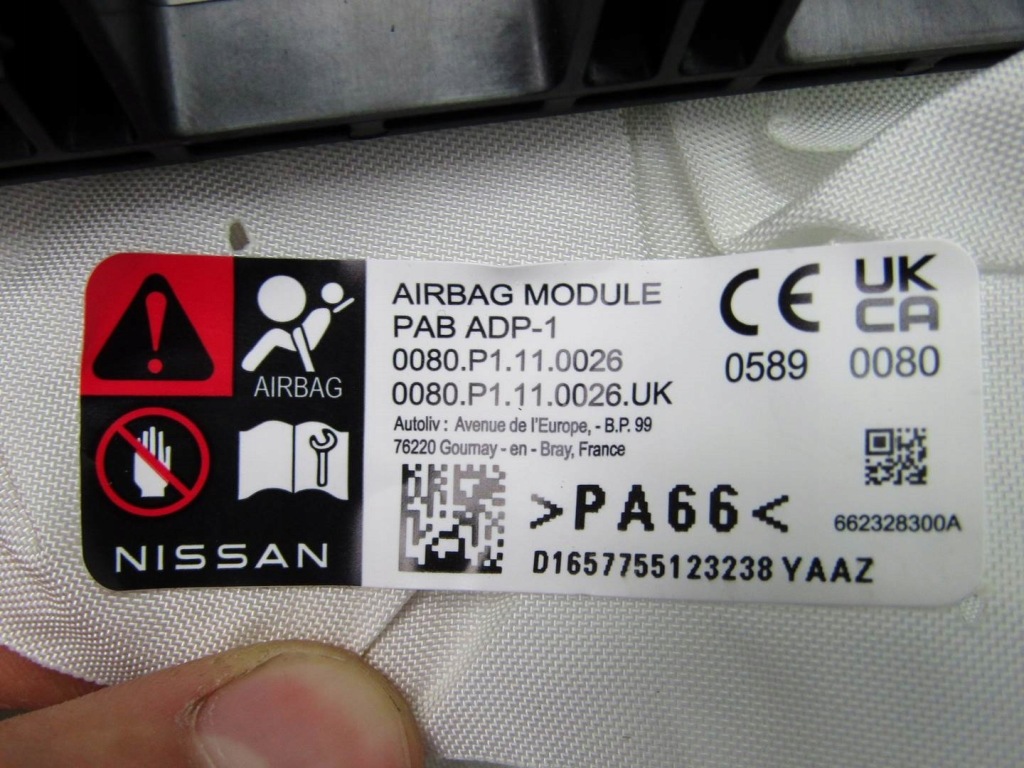 AIRBAG
NISSAN
AIRBAG MODULE
PAB ADP-1
0080.P1.11.0026
0080.P1.11.0026.UK
Autoliv : Avenue de l'Europe, - B.P. 99
76220 Gournay - en - Bray, France
>PA66<
D1657755123238 YAAZ
CE
0589
UK
CA
0080
662328300A